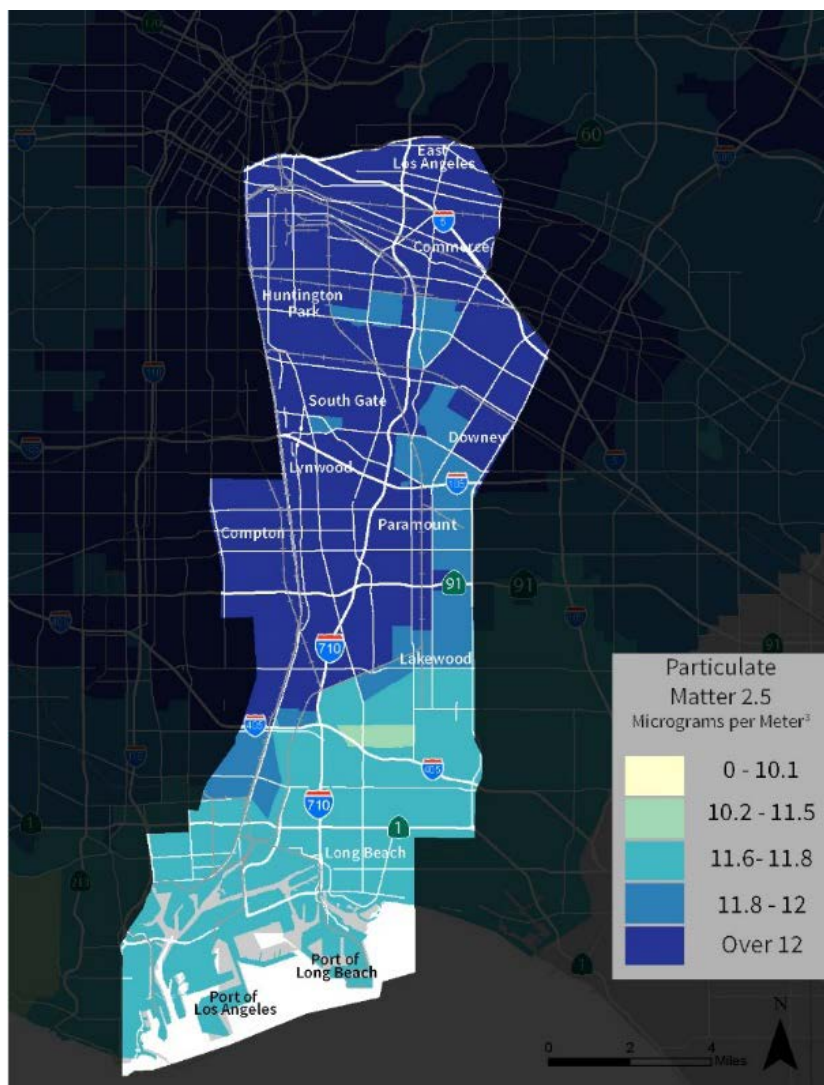 60
East
Los Angeles
5
Commerce
Huntington
Park
South Gate
Downey
Lynwood
105
Compton
Paramount
91
91
91
710
Lakewood
405
405
710
1
1
1
Long Beach
Port of
Long Beach
Port of
Los Angeles
Particulate
Matter 2.5
Micrograms per Meter³
0 - 10.1
10.2 - 11.5
11.6- 11.8
11.8 - 12
Over 12
N
0 2 4
Miles